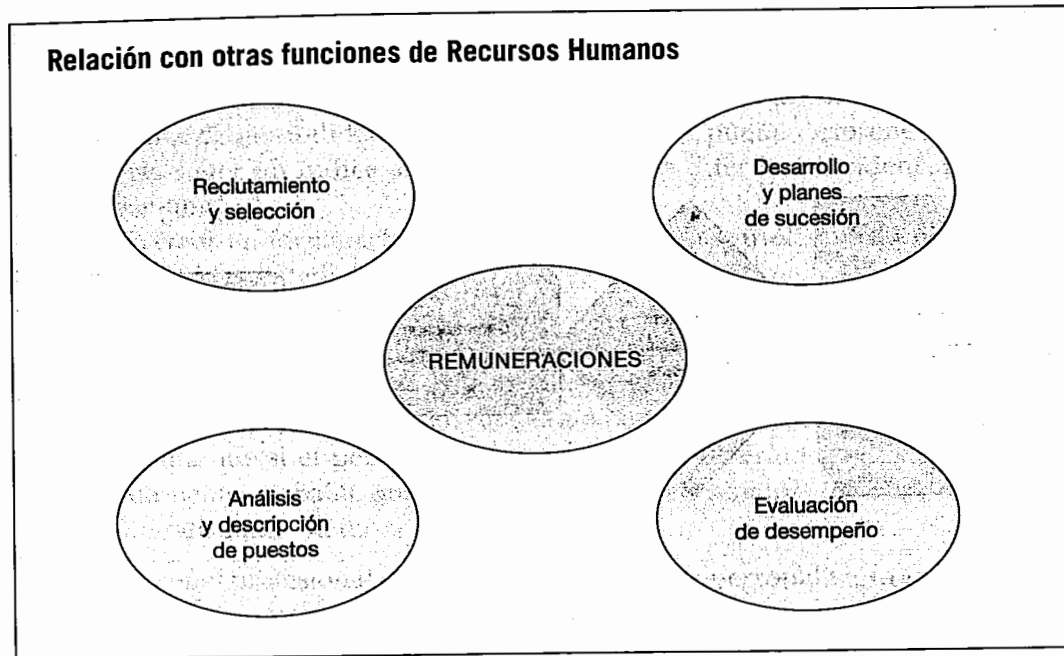 Relación con otras funciones de Recursos Humanos
Reclutamiento
y selección
Desarrollo
y planes
de sucesión
REMUNERACIONES
Análisis
y descripción
de puestos
Evaluación
de desempeño